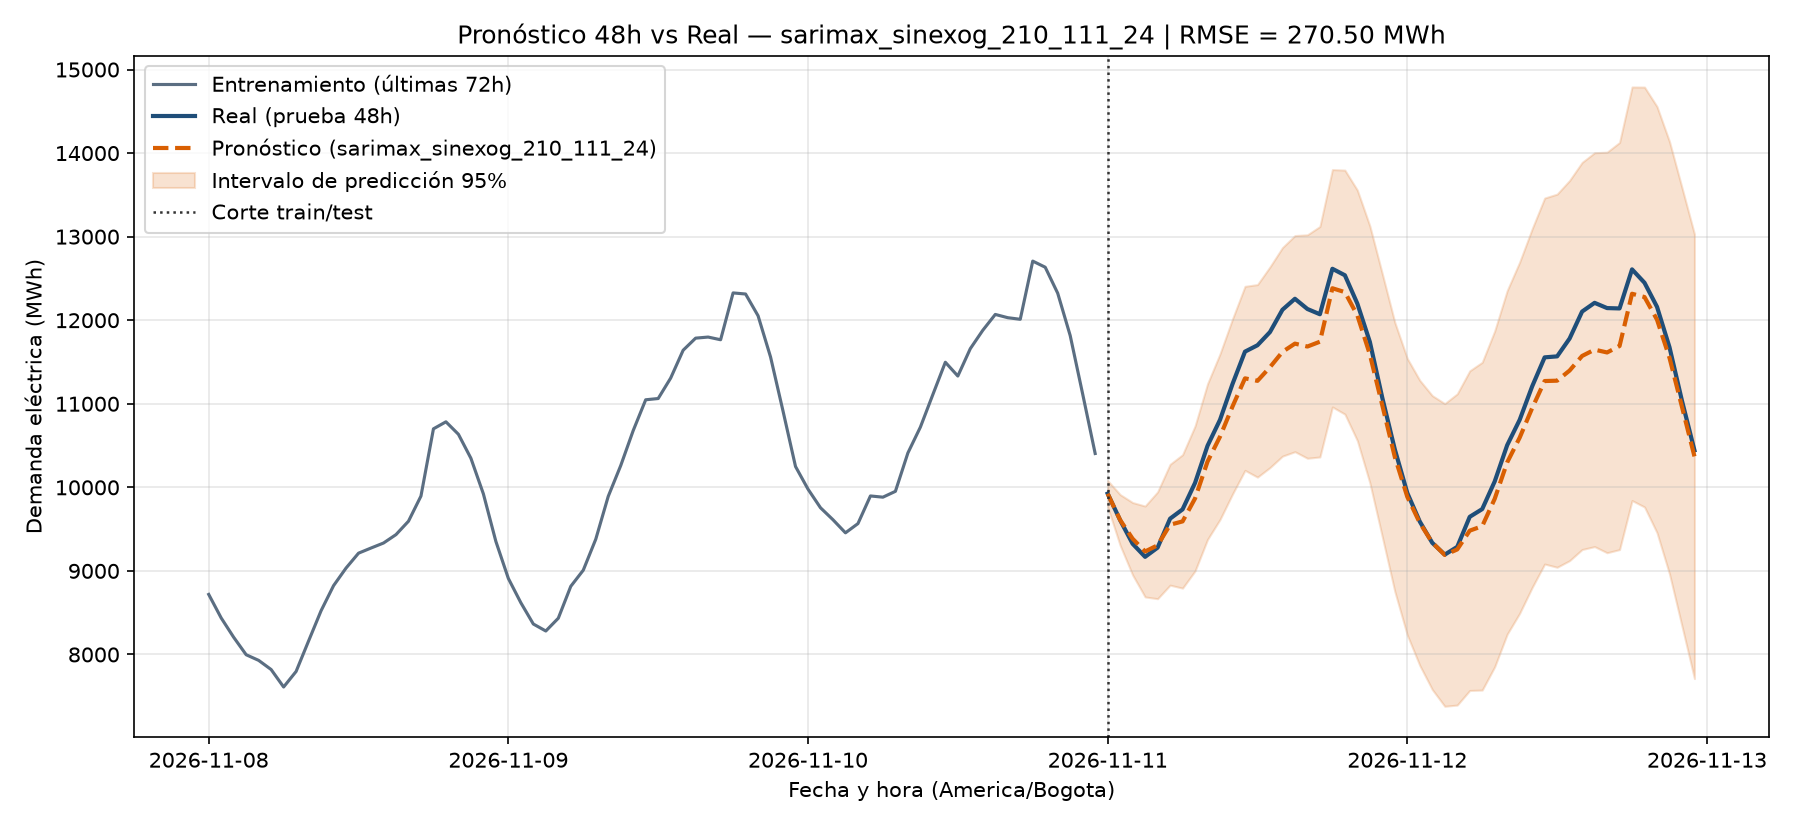 Pronóstico 48h vs Real — sarimax_sinexog_210_111_24 | RMSE = 270.50 MWh
Entrenamiento (últimas 72h)
Real (prueba 48h)
Pronóstico (sarimax_sinexog_210_111_24)
Intervalo de predicción 95%
Corte train/test
Demanda eléctrica (MWh)
15000
14000
13000
12000
11000
10000
9000
8000
2026-11-08 2026-11-09 2026-11-10 2026-11-11 2026-11-12 2026-11-13
Fecha y hora (America/Bogota)